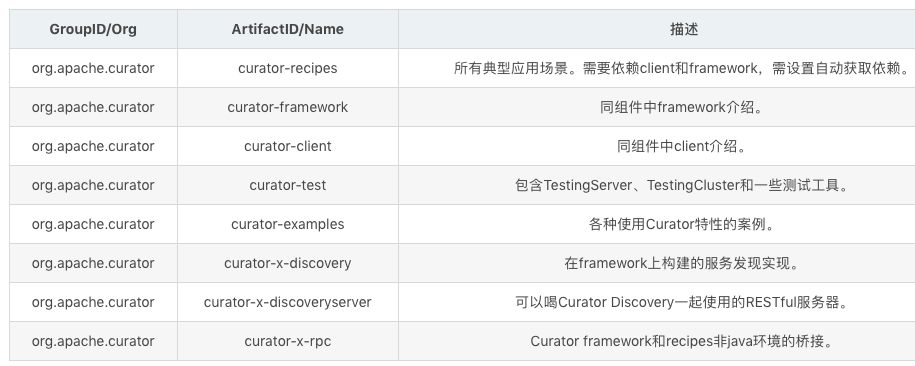 GroupID/Org ArtifactID/Name 描述
org.apache.curator curator-recipes 所有典型应用场景。需要依赖client和framework，需设置自动获取依赖。
org.apache.curator curator-framework 同组件中framework介绍。
org.apache.curator curator-client 同组件中client介绍。
org.apache.curator curator-test 包含TestingServer、TestingCluster和一些测试工具。
org.apache.curator curator-examples 各种使用Curator特性的案例。
org.apache.curator curator-x-discovery 在framework上构建的服务发现实现。
org.apache.curator curator-x-discoveryserver 可以喝Curator Discovery一起使用的RESTful服务器。
org.apache.curator curator-x-rpc Curator framework和recipes非java环境的桥接。